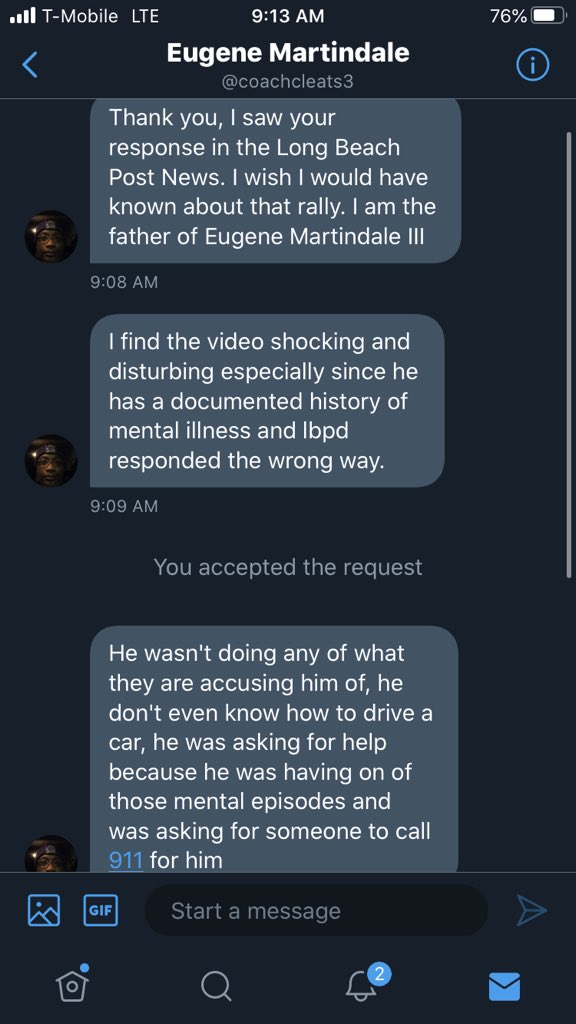 T-Mobile LTE 9:13 AM 76%
Eugene Martindale
@coachcleats3
Thank you, I saw your
response in the Long Beach
Post News. I wish I would have
known about that rally. I am the
father of Eugene Martindale III
9:08 AM
I find the video shocking and
disturbing especially since he
has a documented history of
mental illness and lbpd
responded the wrong way.
9:09 AM
You accepted the request
He wasn't doing any of what
they are accusing him of, he
don't even know how to drive a
car, he was asking for help
because he was having on of
those mental episodes and
was asking for someone to call
911 for him
GIF
Start a message
2